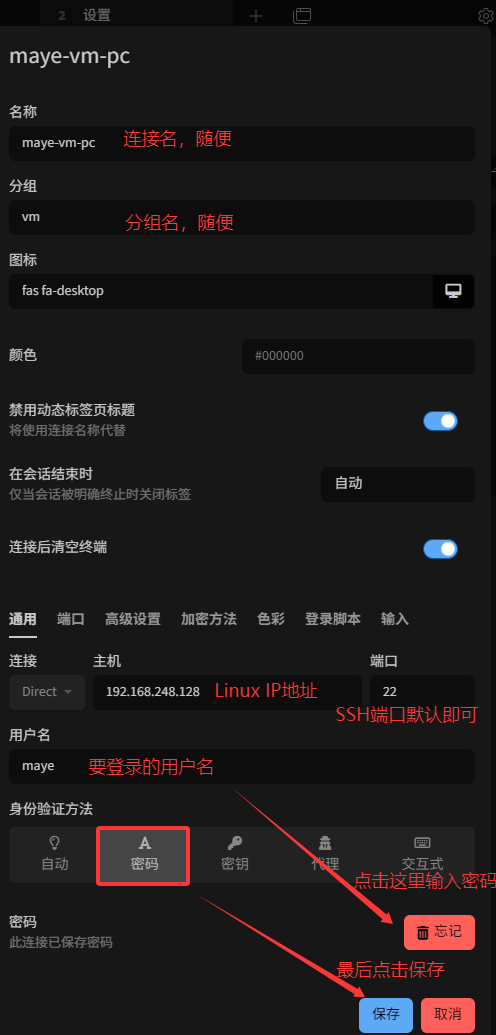 2 设置
maye-vm-pc
名称
maye-vm-pc 连接名，随便
分组
vm 分组名，随便
图标
fas fa-desktop
颜色 #000000
禁用动态标签页标题
将使用连接名称代替
在会话结束时
仅当会话被明确终止时关闭标签
自动
连接后清空终端
通用 端口 高级设置 加密方法 色彩 登录脚本 输入
连接 主机 端口
Direct 192.168.248.128 Linux IP地址 22
SSH端口默认即可
用户名
maye 要登录的用户名
身份验证方法
自动 密码 密钥 代理 交互式
点击这里输入密码
密码
此连接已保存密码
忘记
最后点击保存
保存 取消